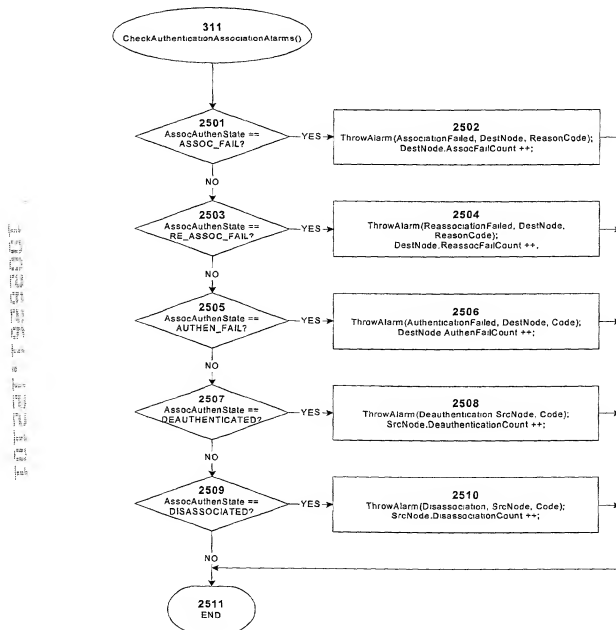 311
CheckAuthenticationAssociationAlarms()
2501
AssocAuthenState ==
ASSOC_FAIL?
YES
2502
ThrowAlarm(AssociationFailed, DestNode, ReasonCode);
DestNode.AssocFailCount ++;
NO
2503
AssocAuthenState ==
RE_ASSOC_FAIL?
YES
2504
ThrowAlarm(ReassociationFailed, DestNode,
ReasonCode);
DestNode.ReassocFailCount ++,
NO
2505
AssocAuthenState ==
AUTHEN_FAIL?
YES
2506
ThrowAlarm(AuthenticationFailed, DestNode, Code);
DestNode AuthenFailCount ++;
NO
2507
AssocAuthenState ==
DEAUTHENTICATED?
YES
2508
ThrowAlarm(Deauthentication SrcNode, Code);
SrcNode.DeauthenticationCount ++;
NO
2509
AssocAuthenState ==
DISASSOCIATED?
YES
2510
ThrowAlarm(Disassociation, SrcNode, Code);
SrcNode.DisassociationCount ++;
NO
2511
END